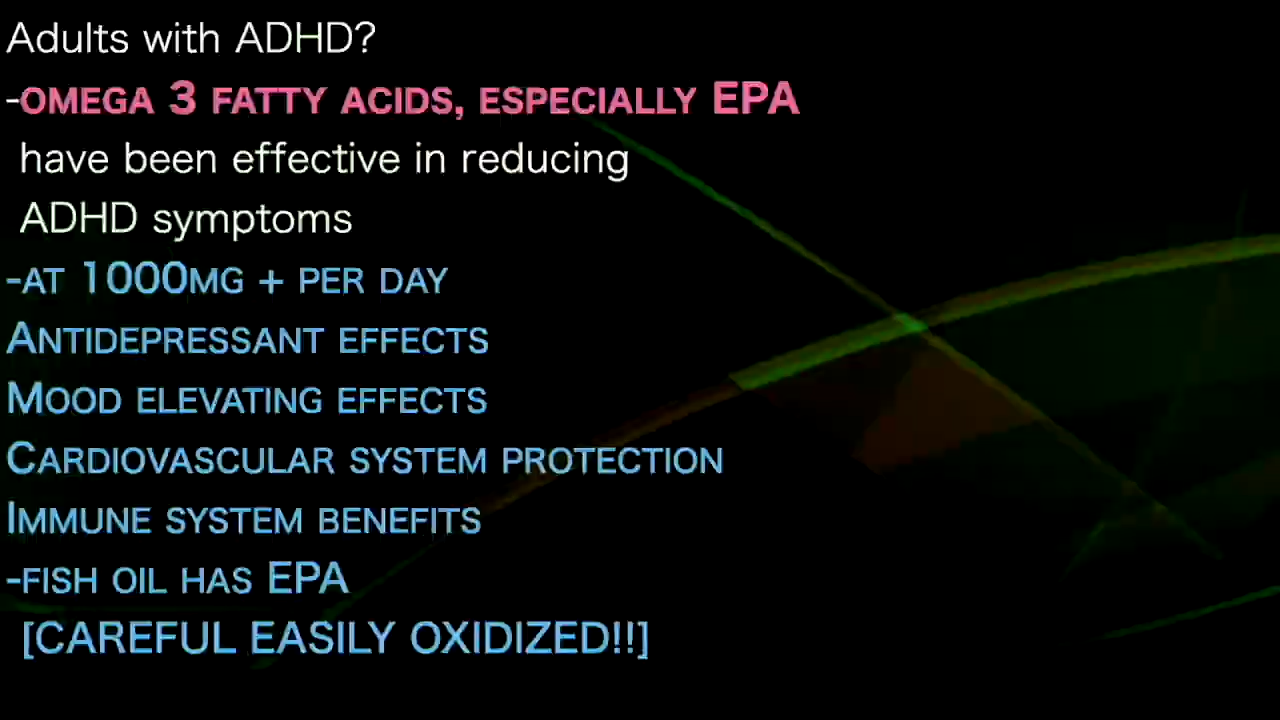 Adults with ADHD?
-OMEGA 3 FATTY ACIDS, ESPECIALLY EPA
have been effective in reducing
ADHD symptoms
-AT 1000MG + PER DAY
ANTIDEPRESSANT EFFECTS
MOOD ELEVATING EFFECTS
CARDIOVASCULAR SYSTEM PROTECTION
IMMUNE SYSTEM BENEFITS
-FISH OIL HAS EPA
[CAREFUL EASILY OXIDIZED!!]